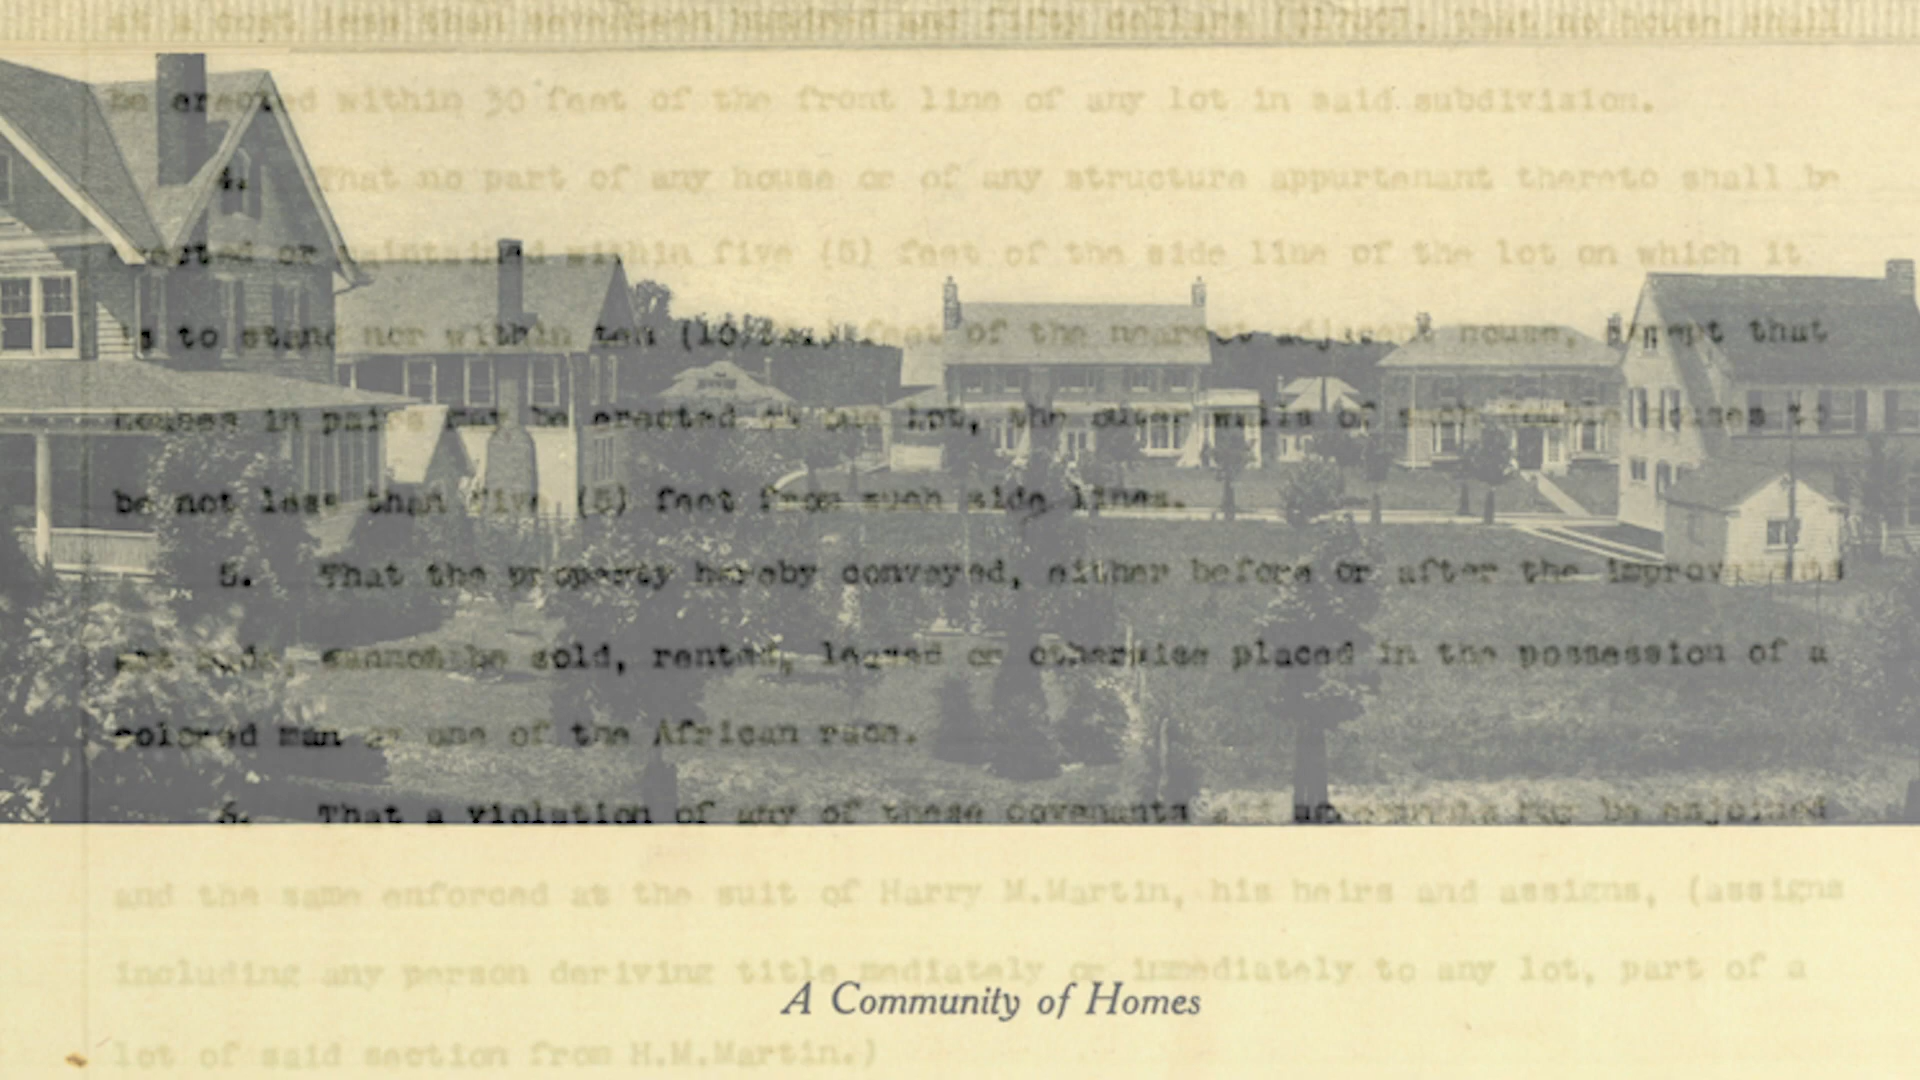 at a cost less than seventeen hundred and fifty dollars ($1750). That no house shall
be erected within 30 feet of the front line of any lot in said subdivision.
4. That no part of any house or of any structure appurtenant thereto shall be
erected or maintained within five (5) feet of the side line of the lot on which it
is to stand nor within ten (10) feet of the nearest adjacent house, except that
houses in pairs may be erected on one lot, the outer walls of such double houses to
be not less than five (5) feet from such side lines.
5. That the property hereby conveyed, either before or after the improvements
are made, cannot be sold, rented, leased or otherwise placed in the possession of a
colored man or one of the African race.
6. That a violation of any of these covenants and agreements may be enjoined
and the same enforced at the suit of Harry M.Martin, his heirs and assigns, (assigns
including any person deriving title mediately or immediately to any lot, part of a
A Community of Homes
lot of said section from H.M.Martin.)